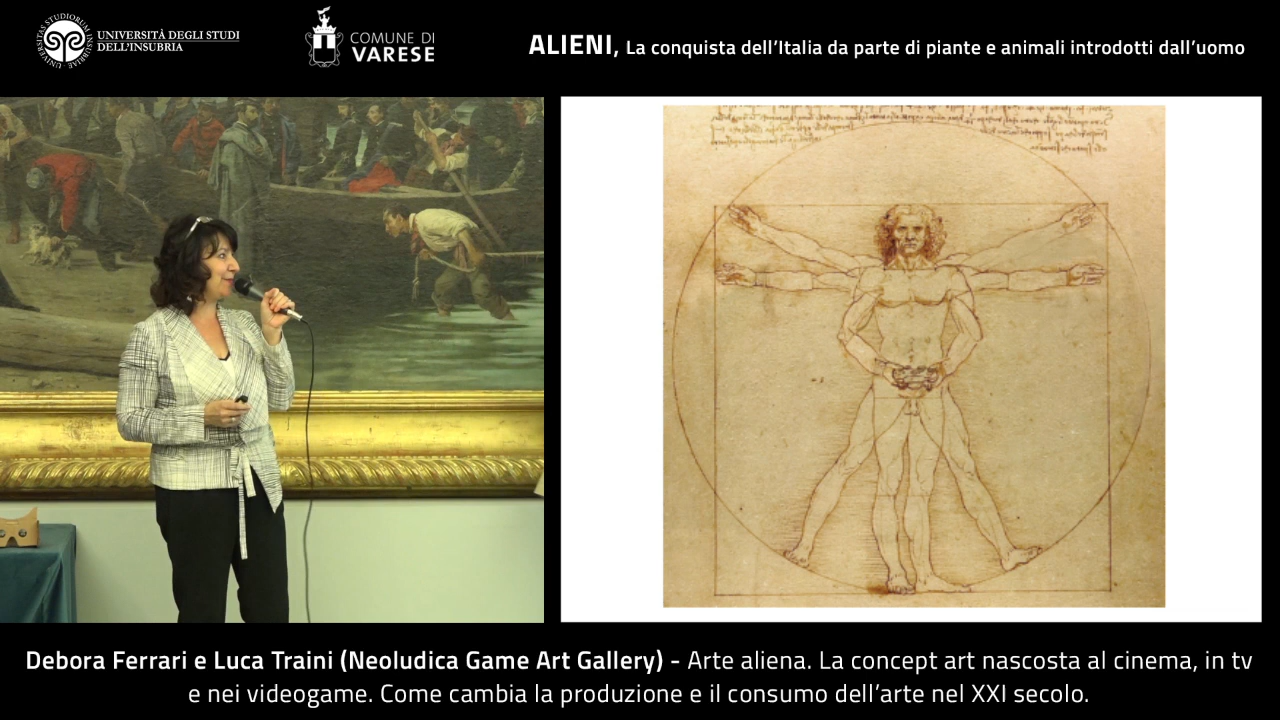 UNIVERSITÀ DEGLI STUDI
DELL'INSUBRIA
COMUNE DI
VARESE
ALIENI, La conquista dell'Italia da parte di piante e animali introdotti dall'uomo
Debora Ferrari e Luca Traini (Neoludica Game Art Gallery) - Arte aliena. La concept art nascosta al cinema, in tv
e nei videogame. Come cambia la produzione e il consumo dell'arte nel XXI secolo.